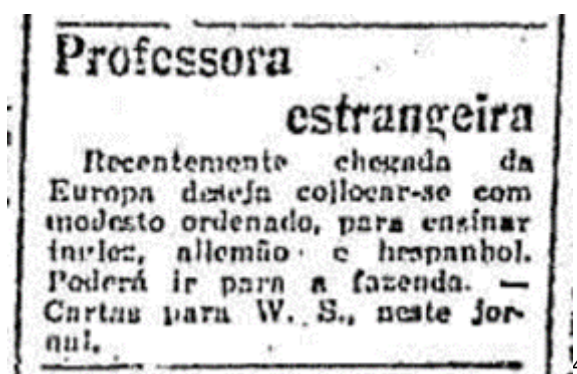 Professora
estrangeira
Recentemente chegada da
Europa deseja collocar-se com
modesto ordenado, para ensinar
inglez, allemão e hespanhol.
Poderá ir para a fazenda. —
Cartas para W. S., neste jor-
nal.